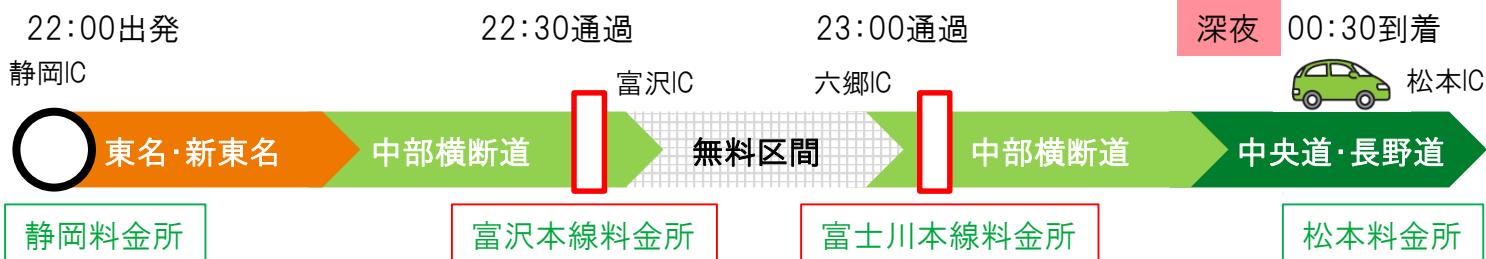 22:00出発
22:30通過
23:00通過
深夜
00:30到着
静岡IC
富沢IC
六郷IC
松本IC
東名・新東名
中部横断道
無料区間
中部横断道
中央道・長野道
静岡料金所
富沢本線料金所
富士川本線料金所
松本料金所